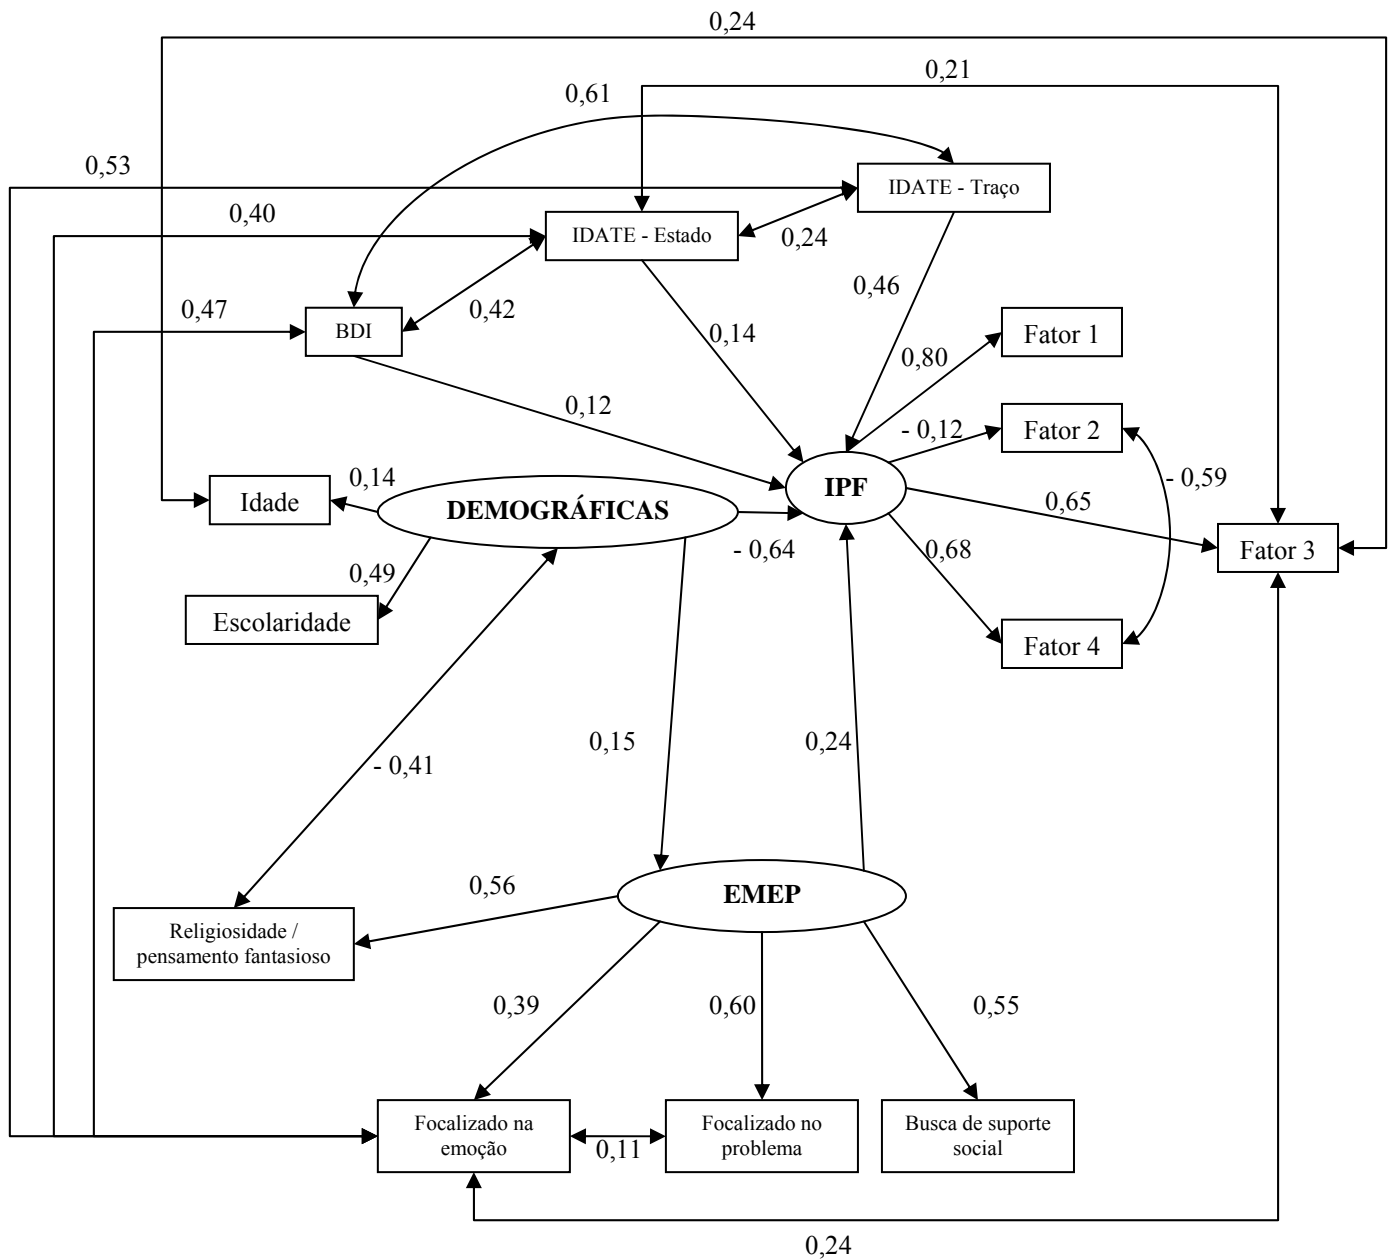 0,24
0,21
0,61
0,53
IDATE - Traço
0,40
IDATE - Estado
0,24
0,46
0,47
0,42
BDI
0,14
Fator 1
0,80
0,12
- 0,12
Fator 2
- 0,59
0,14
IPF
Idade
DEMOGRÁFICAS
0,65
- 0,64
0,68
Fator 3
0,49
Escolaridade
Fator 4
0,15
0,24
- 0,41
0,56
EMEP
Religiosidade /
pensamento fantasioso
0,39
0,60
0,55
Focalizado na
emoção
0,11
Focalizado no
problema
Busca de suporte
social
0,24